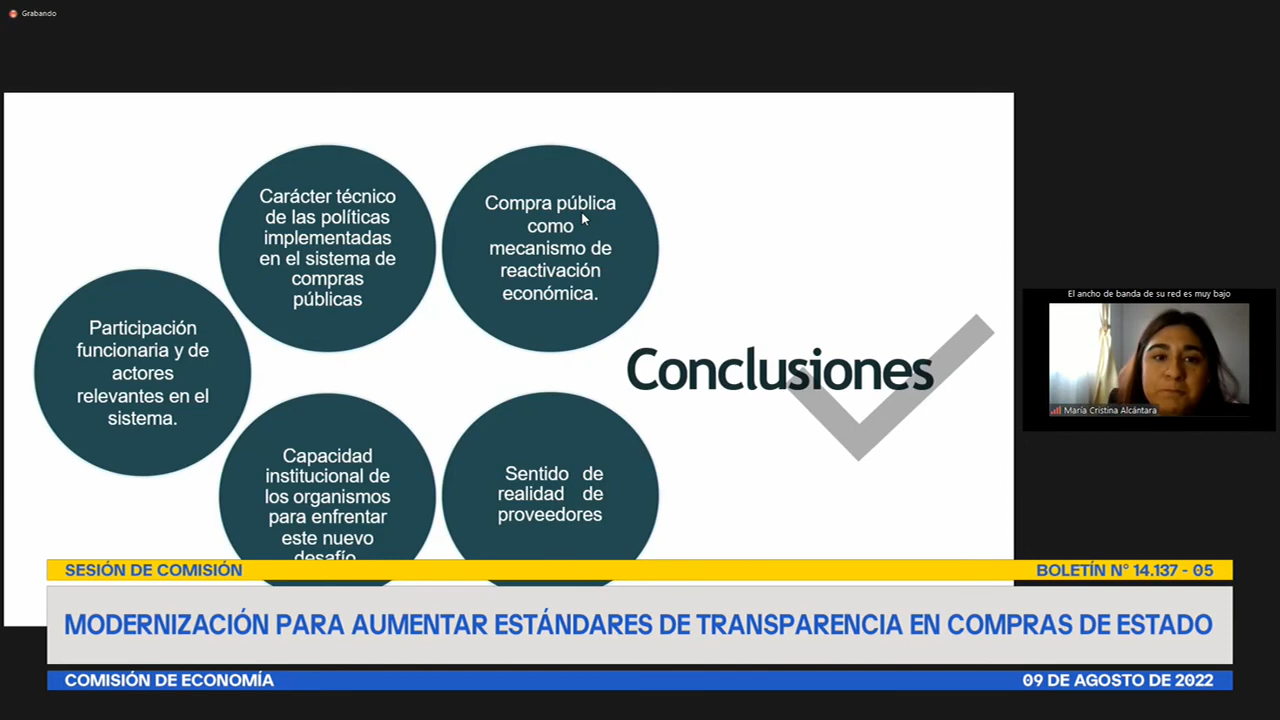 Grabando
Carácter técnico
de las políticas
implementadas
en el sistema de
compras
públicas
Compra pública
como
mecanismo de
reactivación
económica.
Participación
funcionaria y de
actores
relevantes en el
sistema.
Conclusiones
El ancho de banda de su red es muy bajo
María Cristina Alcántara
Capacidad
institucional de
los organismos
para enfrentar
este nuevo
desafío
Sentido de
realidad de
proveedores
SESIÓN DE COMISIÓN
BOLETÍN N° 14.137 - 05
MODERNIZACIÓN PARA AUMENTAR ESTÁNDARES DE TRANSPARENCIA EN COMPRAS DE ESTADO
COMISIÓN DE ECONOMÍA
09 DE AGOSTO DE 2022